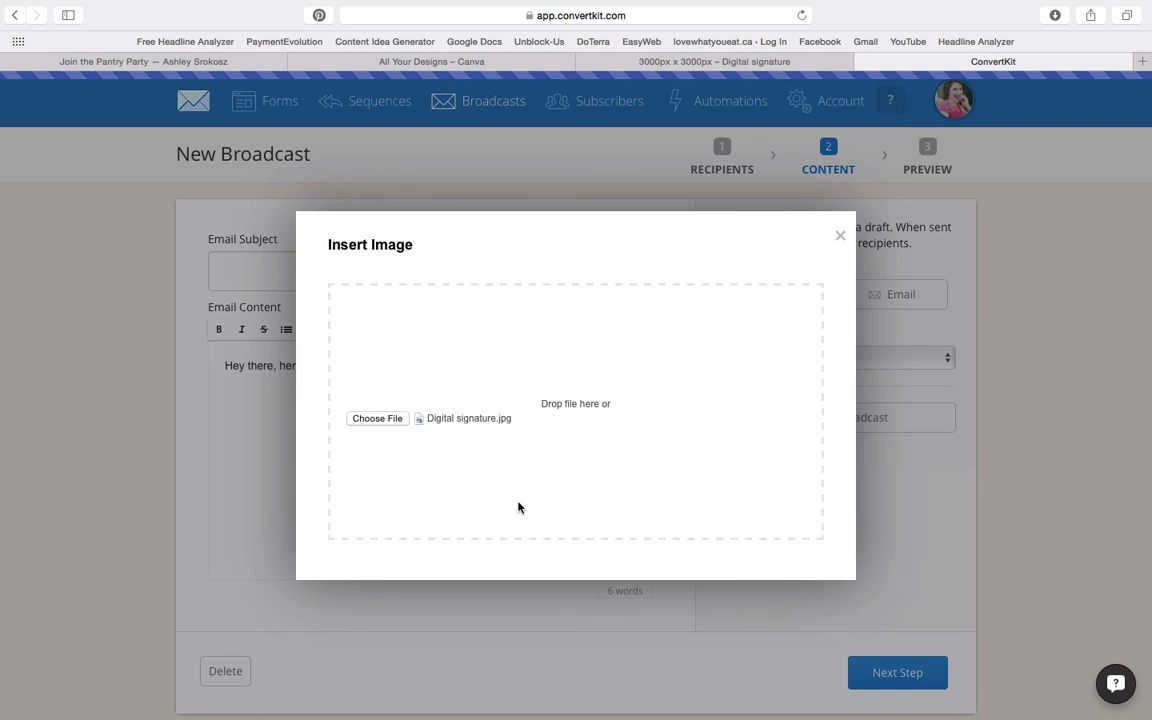 app.convertkit.com
Free Headline Analyzer PaymentEvolution Content Idea Generator Google Docs Unblock-Us DoTerra EasyWeb lovewhatyoueat.ca › Log In Facebook Gmail YouTube Headline Analyzer
Join the Pantry Party — Ashley Srokosz All Your Designs – Canva 3000px x 3000px – Digital signature ConvertKit +
Forms Sequences Broadcasts Subscribers Automations Account ?
New Broadcast
1 › 2 › 3
RECIPIENTS CONTENT PREVIEW
a draft. When sent
Email Subject Insert Image × recipients.
Email
Email Content
B I S
Hey there, her
Drop file here or
Choose File Digital signature.jpg
adcast
6 words
Delete Next Step
?